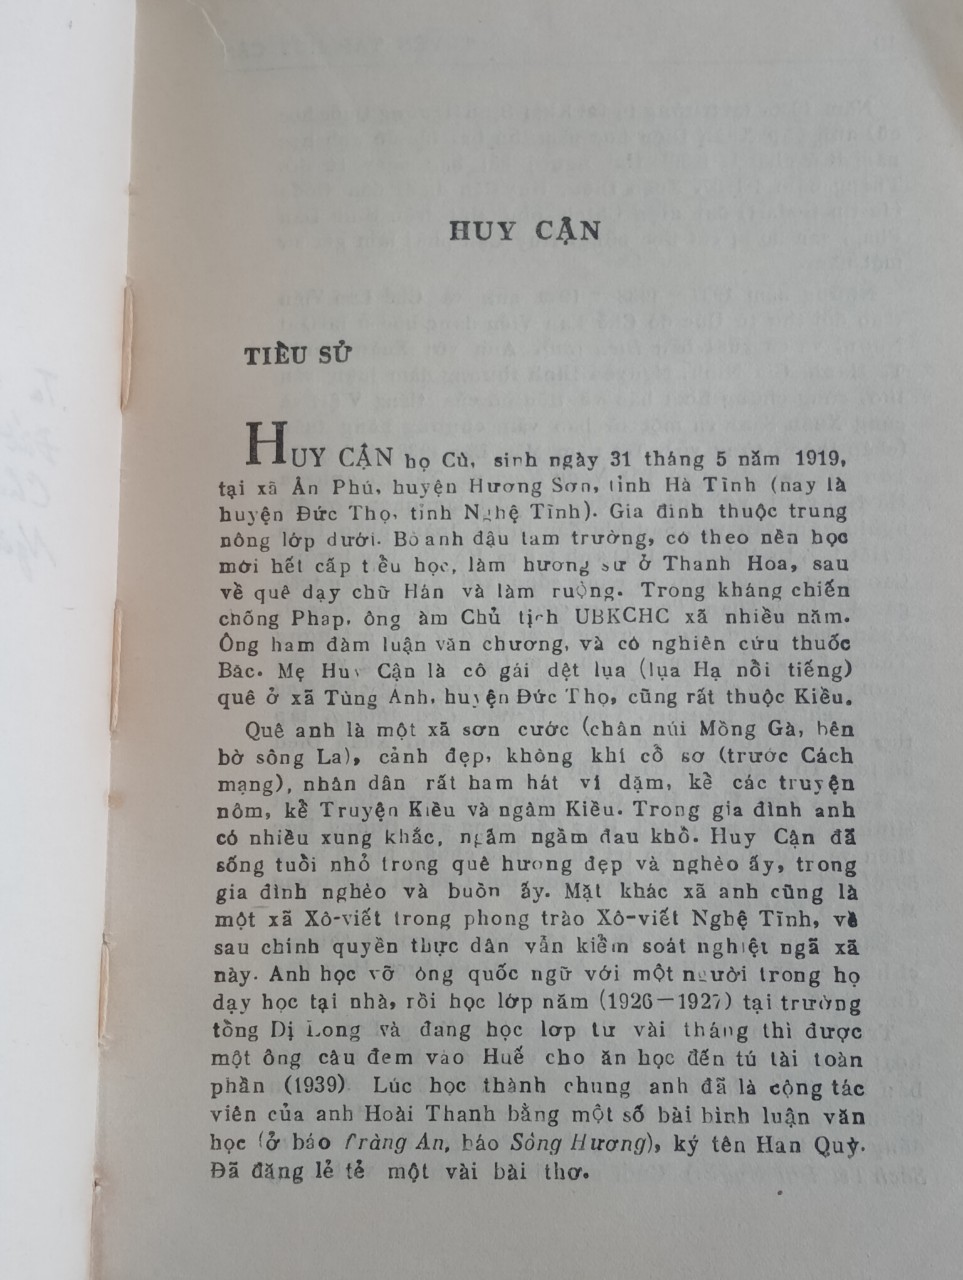 HUY CẬN
TIỂU SỬ
HUY CẬN họ Cù, sinh ngày 31 tháng 5 năm 1919,
tại xã Ân Phú, huyện Hương Sơn, tỉnh Hà Tĩnh (nay là
huyện Đức Thọ, tỉnh Nghệ Tĩnh). Gia đình thuộc trung
nông lớp dưới. Bố anh đậu tam trường, có theo nền học
mới hết cấp tiểu học, làm hương sư ở Thanh Hoa, sau
về quê dạy chữ Hán và làm ruộng. Trong kháng chiến
chống Phap, ông àm Chủ tịch UBKCHC xã nhiều năm.
Ông ham đàm luận văn chương, và có nghiên cứu thuốc
Bắc. Mẹ Huy Cận là cô gái dệt lụa (lụa Hạ nổi tiếng)
quê ở xã Tùng Ảnh, huyện Đức Thọ, cũng rất thuộc Kiều.
Quê anh là một xã sơn cước (chân núi Mồng Gà, bên
bờ sông La), cảnh đẹp, không khí cổ sơ (trước Cách
mạng), nhân dân rất ham hát ví dặm, kể các truyện
nôm, kể Truyện Kiều và ngâm Kiều. Trong gia đình anh
có nhiều xung khắc, ngấm ngầm đau khổ. Huy Cận đã
sống tuổi nhỏ trong quê hương đẹp và nghèo ấy, trong
gia đình nghèo và buồn ấy. Mặt khác xã anh cũng là
một xã Xô-viết trong phong trào Xô-viết Nghệ Tĩnh, về
sau chính quyền thực dân vẫn kiểm soát nghiệt ngã xã
này. Anh học vỡ lòng quốc ngữ với một người trong họ
dạy học tại nhà, rồi học lớp năm (1926—1927) tại trường
tổng Dị Long và đang học lơp tư vài tháng thì được
một ông cậu đem vào Huế cho ăn học đến tú tài toàn
phần (1939) Lúc học thành chung anh đã là cộng tác
viên của anh Hoài Thanh bằng một số bài bình luận văn
học (ở báo Tràng An, báo Sông Hương), ký tên Han Quỳ.
Đã đăng lẻ tẻ một vài bài thơ.